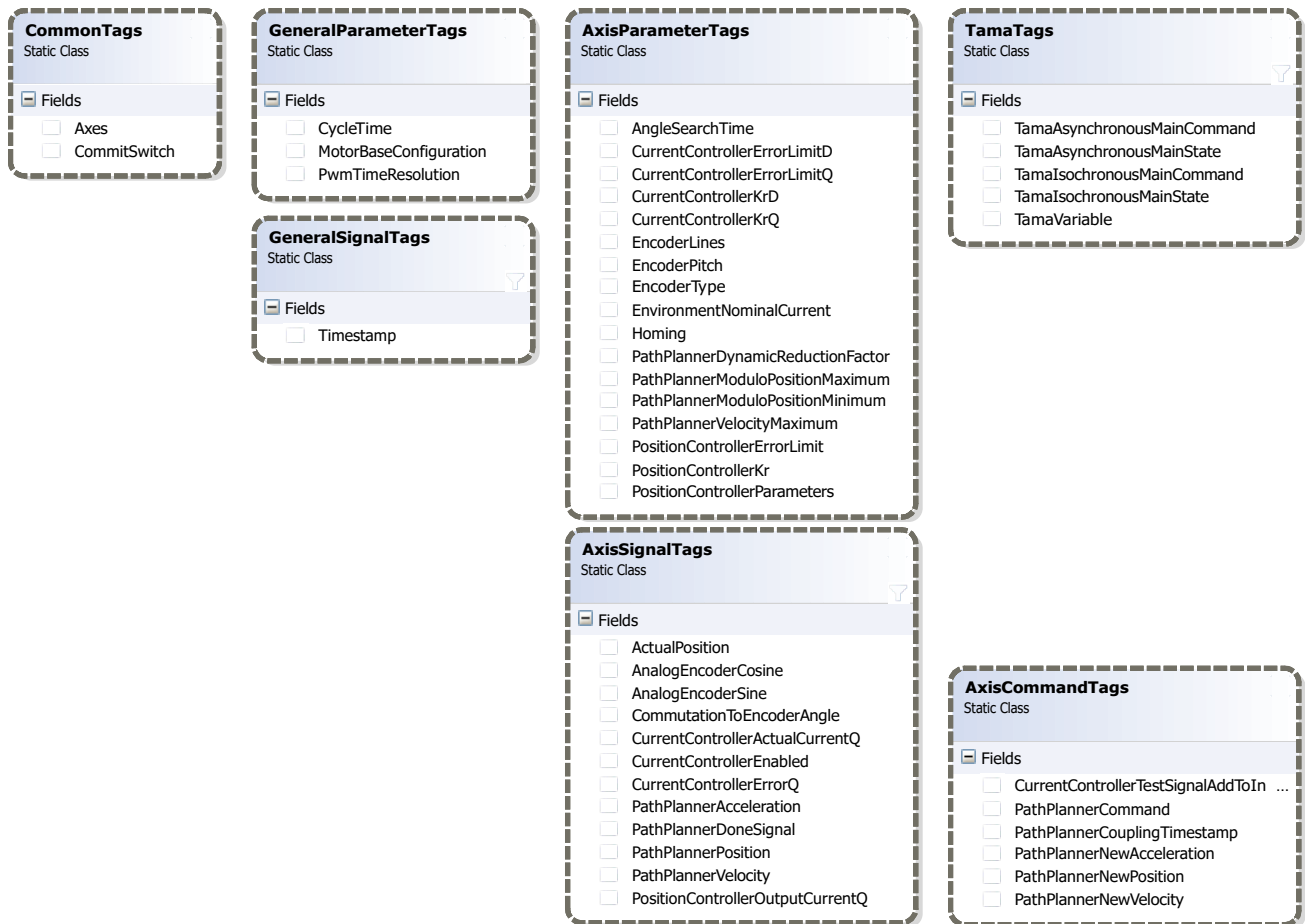 CommonTags
Static Class
Fields
Axes
CommitSwitch
GeneralParameterTags
Static Class
Fields
CycleTime
MotorBaseConfiguration
PwmTimeResolution
GeneralSignalTags
Static Class
Fields
Timestamp
AxisParameterTags
Static Class
Fields
AngleSearchTime
CurrentControllerErrorLimitD
CurrentControllerErrorLimitQ
CurrentControllerKrD
CurrentControllerKrQ
EncoderLines
EncoderPitch
EncoderType
EnvironmentNominalCurrent
Homing
PathPlannerDynamicReductionFactor
PathPlannerModuloPositionMaximum
PathPlannerModuloPositionMinimum
PathPlannerVelocityMaximum
PositionControllerErrorLimit
PositionControllerKr
PositionControllerParameters
AxisSignalTags
Static Class
Fields
ActualPosition
AnalogEncoderCosine
AnalogEncoderSine
CommutationToEncoderAngle
CurrentControllerActualCurrentQ
CurrentControllerEnabled
CurrentControllerErrorQ
PathPlannerAcceleration
PathPlannerDoneSignal
PathPlannerPosition
PathPlannerVelocity
PositionControllerOutputCurrentQ
TamaTags
Static Class
Fields
TamaAsynchronousMainCommand
TamaAsynchronousMainState
TamaIsochronousMainCommand
TamaIsochronousMainState
TamaVariable
AxisCommandTags
Static Class
Fields
CurrentControllerTestSignalAddToIn ...
PathPlannerCommand
PathPlannerCouplingTimestamp
PathPlannerNewAcceleration
PathPlannerNewPosition
PathPlannerNewVelocity